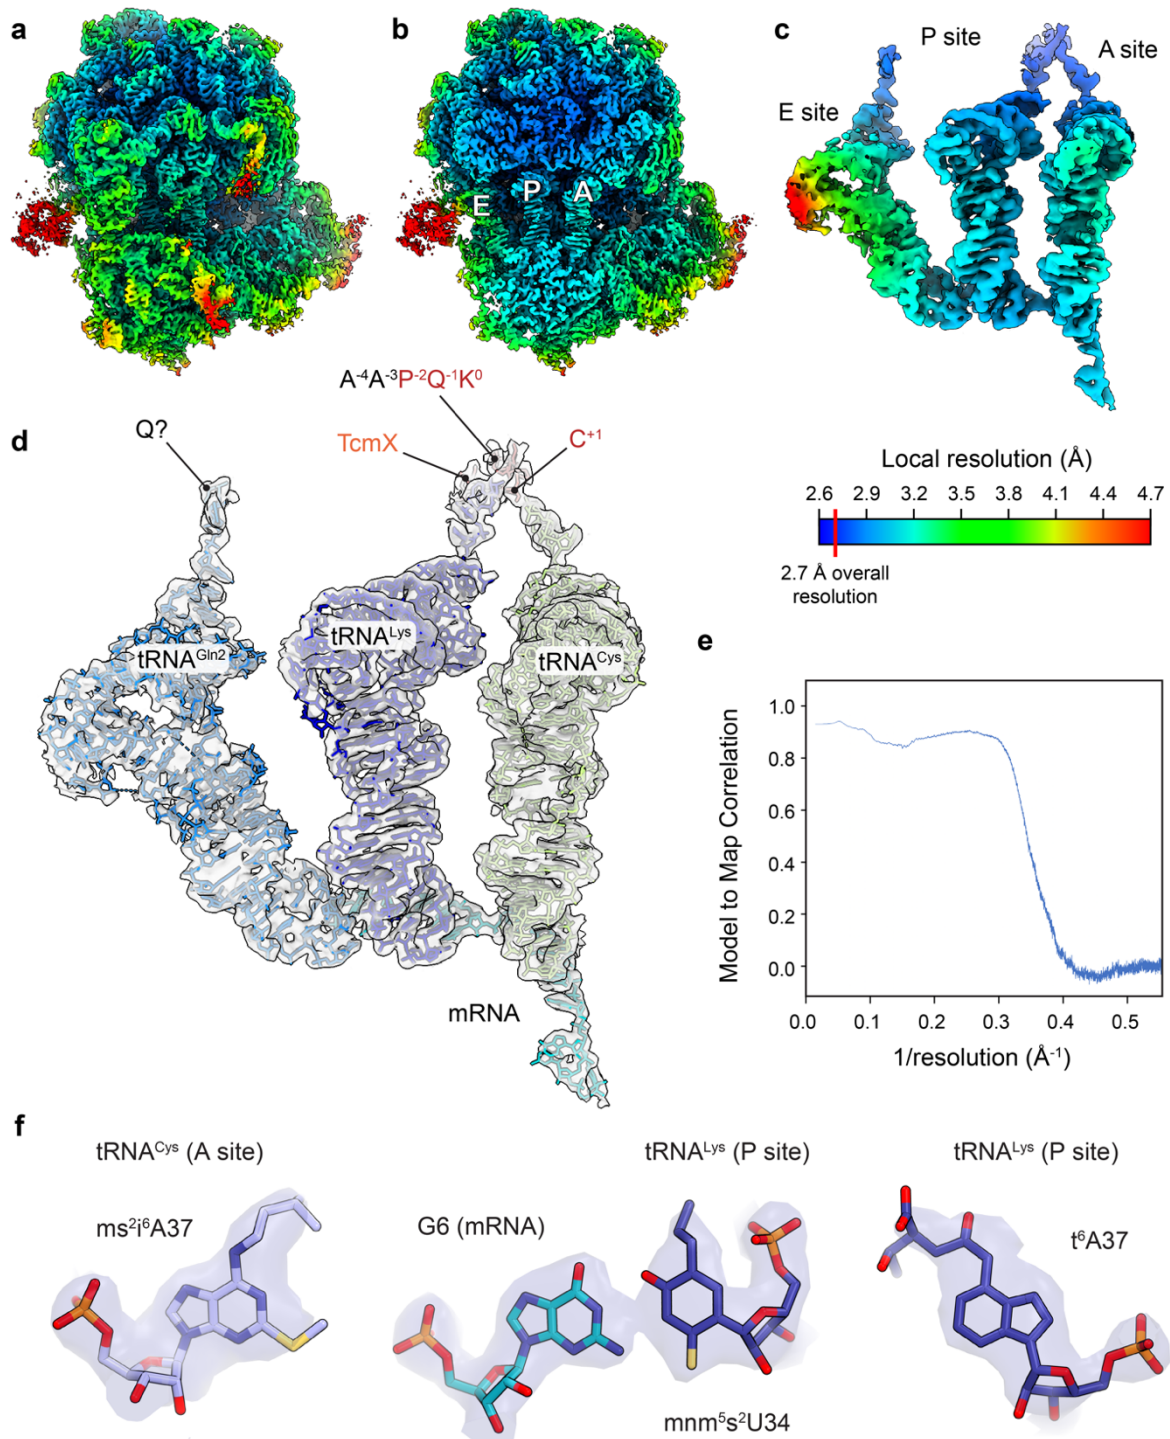 a
b
E
P
A
c
P site
A site
E site
Local resolution (Å)
2.6 2.9 3.2 3.5 3.8 4.1 4.4 4.7
2.7 Å overall
resolution
d
Q?
A⁻⁴A⁻³P⁻²Q⁻¹K⁰
TcmX
C⁺¹
tRNAᴳˡⁿ²
tRNAᴸʸˢ
tRNAᶜʸˢ
mRNA
e
Model to Map Correlation
1.0
0.8
0.6
0.4
0.2
0.0
0.0 0.1 0.2 0.3 0.4 0.5
1/resolution (Å⁻¹)
f
tRNAᶜʸˢ (A site)
ms²i⁶A37
G6 (mRNA)
tRNAᴸʸˢ (P site)
mnm⁵s²U34
tRNAᴸʸˢ (P site)
t⁶A37